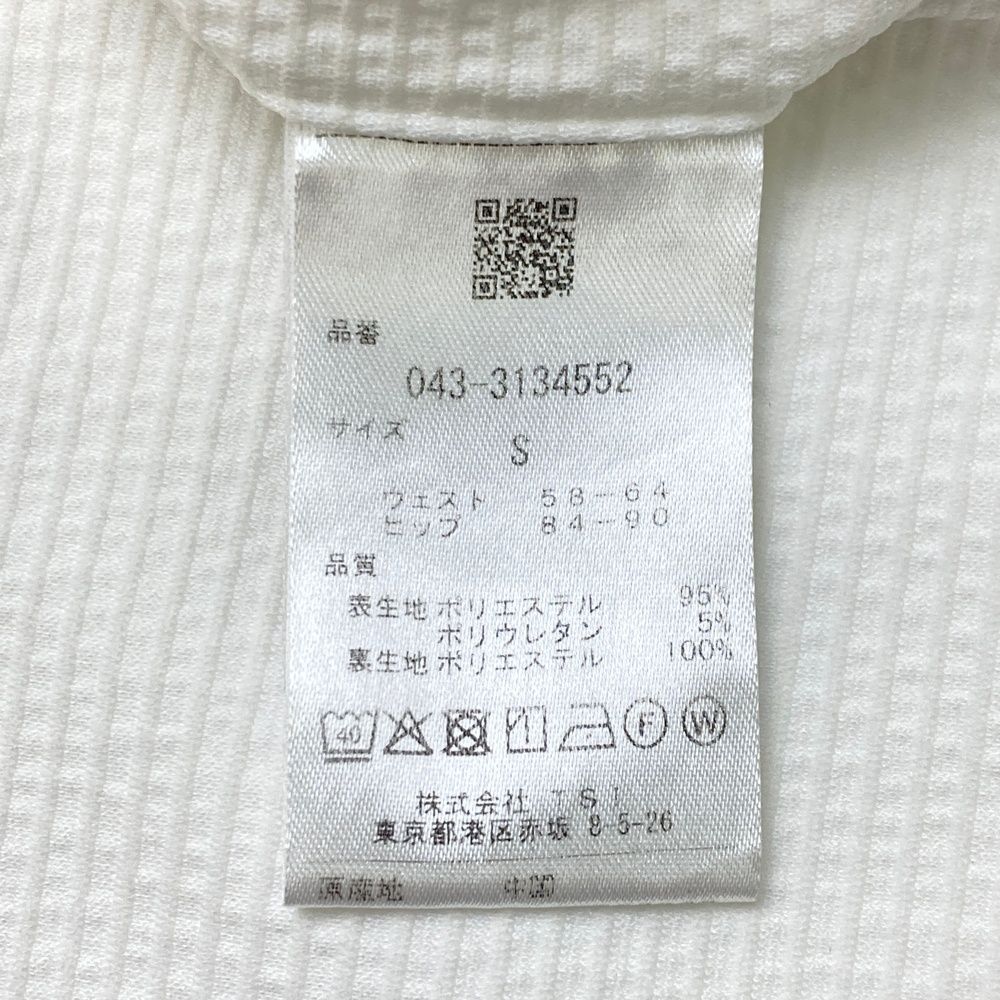 品番
043-3134552
サイズ
S
ウェスト 58-64
ヒップ 84-90
品質
表生地 ポリエステル 95%
ポリウレタン 5%
裏生地 ポリエステル 100%
40 F W
株式会社 TSI
東京都港区赤坂 8-5-26
原産地 中国